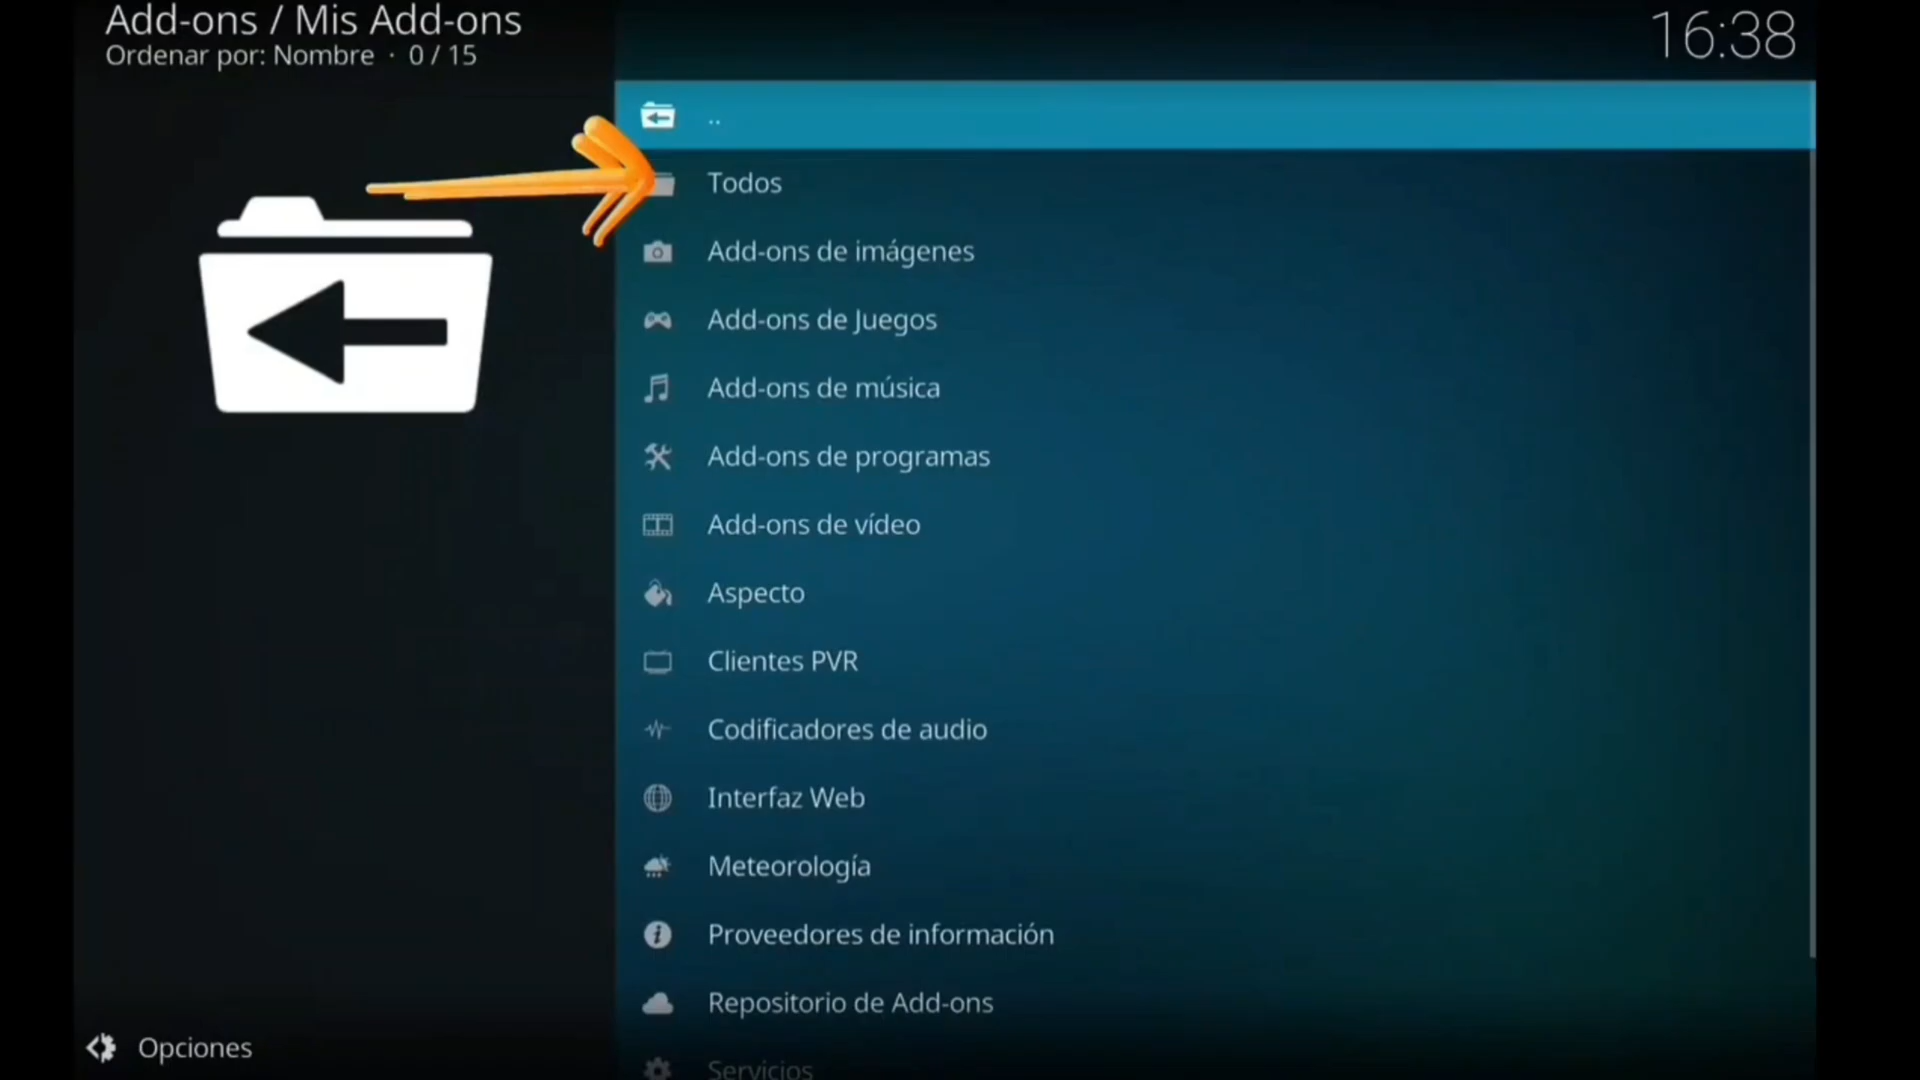 Add-ons / Mis Add-ons
Ordenar por: Nombre · 0 / 15
16:38
..
Todos
Add-ons de imágenes
Add-ons de Juegos
Add-ons de música
Add-ons de programas
Add-ons de vídeo
Aspecto
Clientes PVR
Codificadores de audio
Interfaz Web
Meteorología
Proveedores de información
Repositorio de Add-ons
Servicios
Opciones